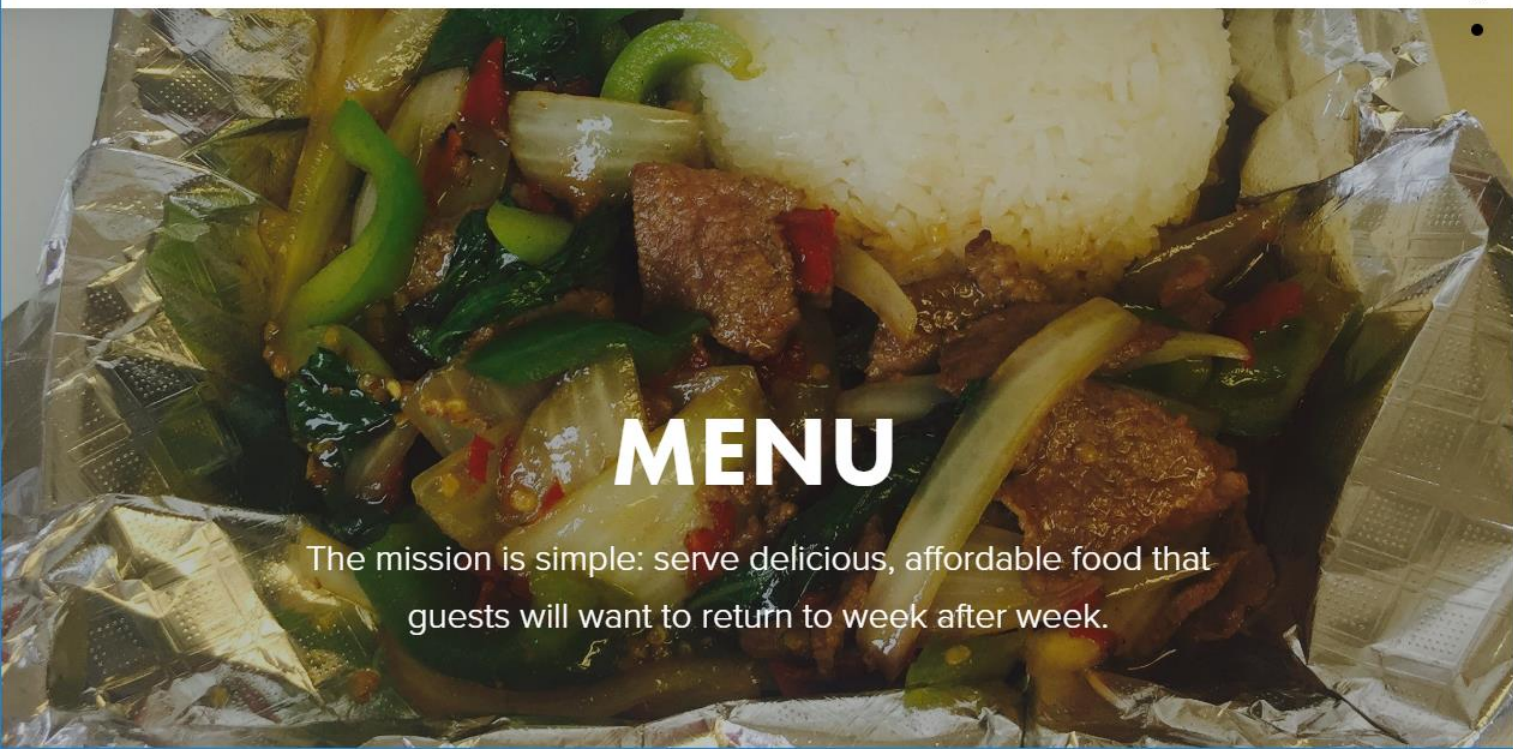 MENU
The mission is simple: serve delicious, affordable food that
guests will want to return to week after week.